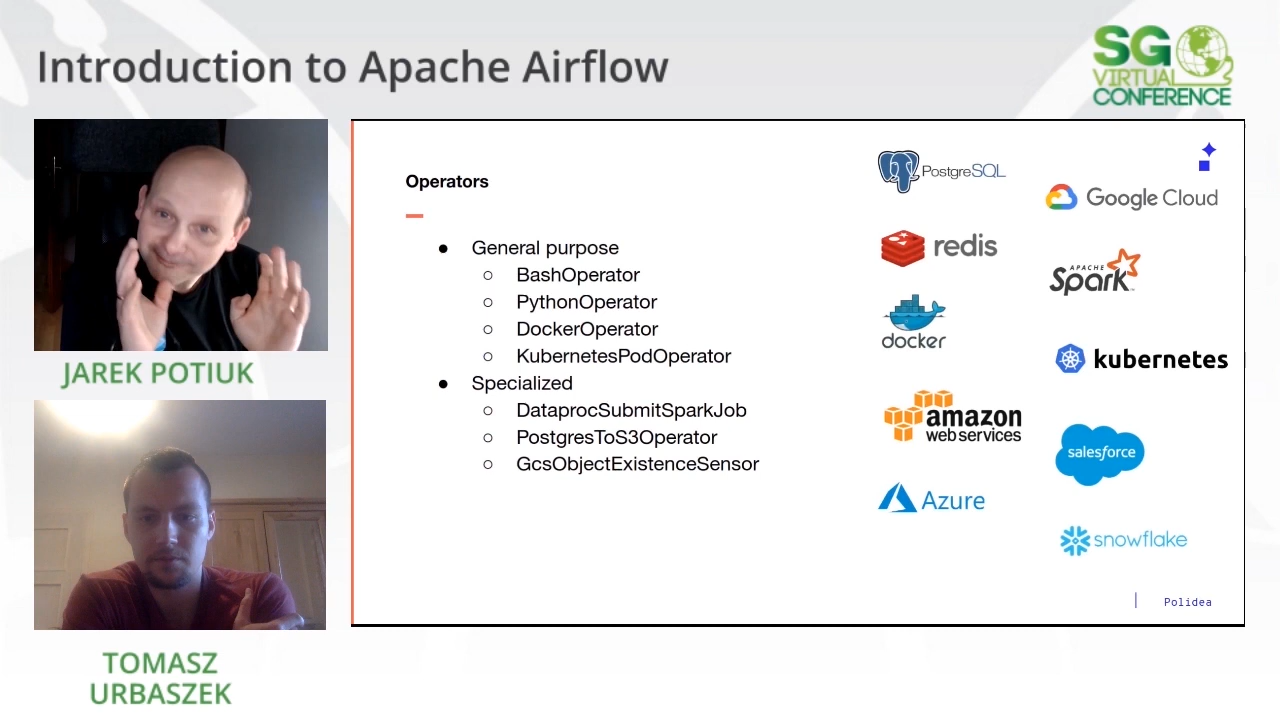 Introduction to Apache Airflow
SGO
VIRTUAL
CONFERENCE
JAREK POTIUK
TOMASZ
URBASZEK
Operators
● General purpose
○ BashOperator
○ PythonOperator
○ DockerOperator
○ KubernetesPodOperator
● Specialized
○ DataprocSubmitSparkJob
○ PostgresToS3Operator
○ GcsObjectExistenceSensor
PostgreSQL
Google Cloud
redis
APACHE
Spark
docker
kubernetes
amazon
web services
salesforce
Azure
snowflake
Polidea